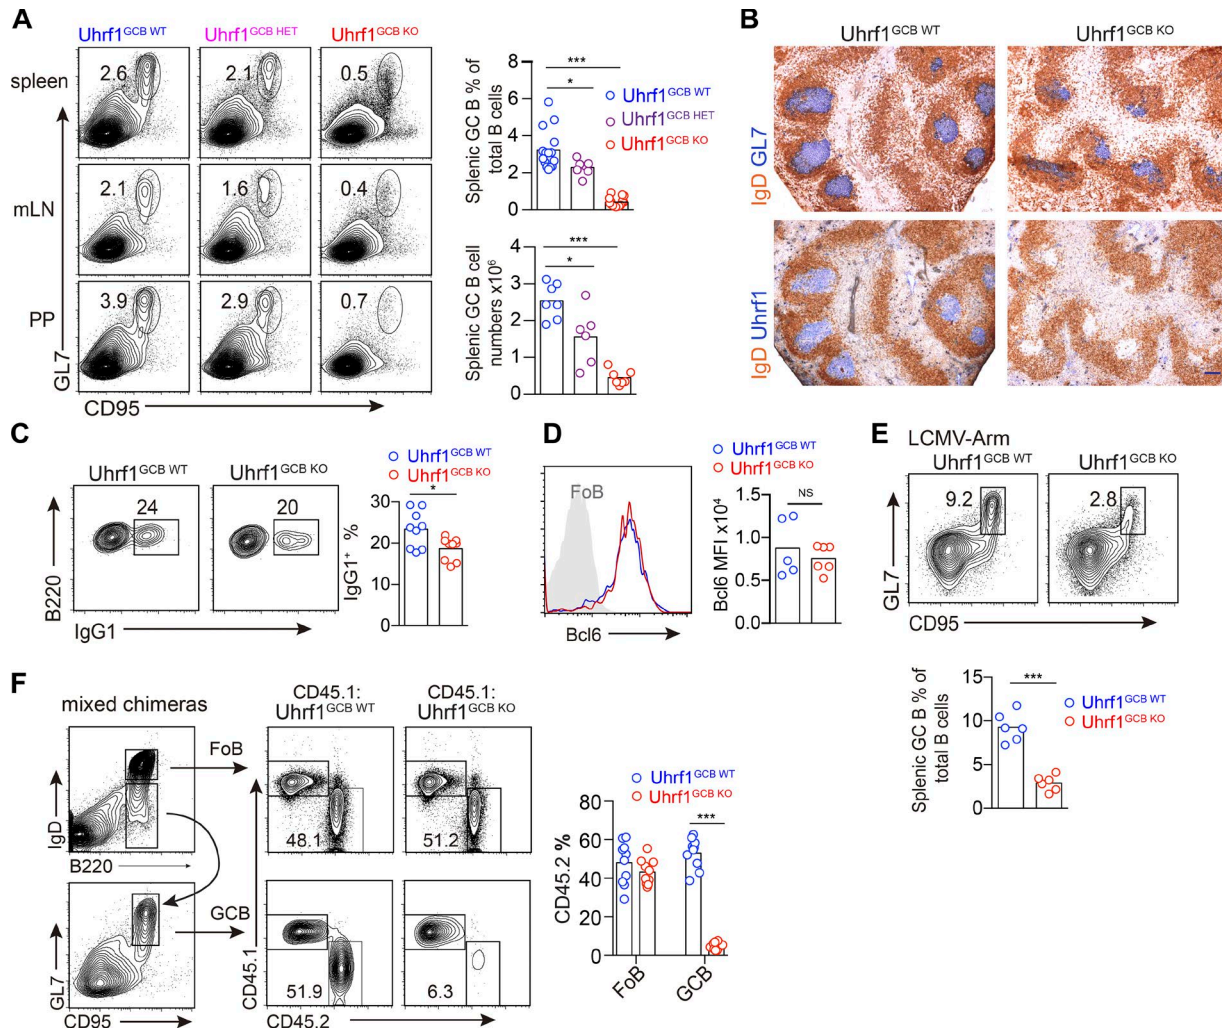 A
Uhrf1GCB WT
Uhrf1GCB HET
Uhrf1GCB KO
spleen
2.6
2.1
0.5
mLN
2.1
1.6
0.4
PP
3.9
2.9
0.7
GL7
CD95
Splenic GC B % of
total B cells
8
6
4
2
0
***
*
Uhrf1GCB WT
Uhrf1GCB HET
Uhrf1GCB KO
Splenic GC B cell
numbers x10^6
4
3
2
1
0
***
*
B
Uhrf1GCB WT
Uhrf1GCB KO
IgD GL7
IgD Uhrf1
C
Uhrf1GCB WT
Uhrf1GCB KO
24
20
B220
IgG1
Uhrf1GCB WT
Uhrf1GCB KO
IgG1+ %
30
20
10
0
*
D
FoB
Bcl6
Uhrf1GCB WT
Uhrf1GCB KO
Bcl6 MFI x10^4
1.5
1.0
0.5
0.0
NS
E
LCMV-Arm
Uhrf1GCB WT
Uhrf1GCB KO
9.2
2.8
GL7
CD95
Splenic GC B % of
total B cells
15
10
5
0
***
Uhrf1GCB WT
Uhrf1GCB KO
F
mixed chimeras
CD45.1:
Uhrf1GCB WT
CD45.1:
Uhrf1GCB KO
FoB
IgD
B220
48.1
51.2
GCB
GL7
CD95
51.9
6.3
CD45.1
CD45.2
Uhrf1GCB WT
Uhrf1GCB KO
CD45.2 %
80
60
40
20
0
***
FoB
GCB